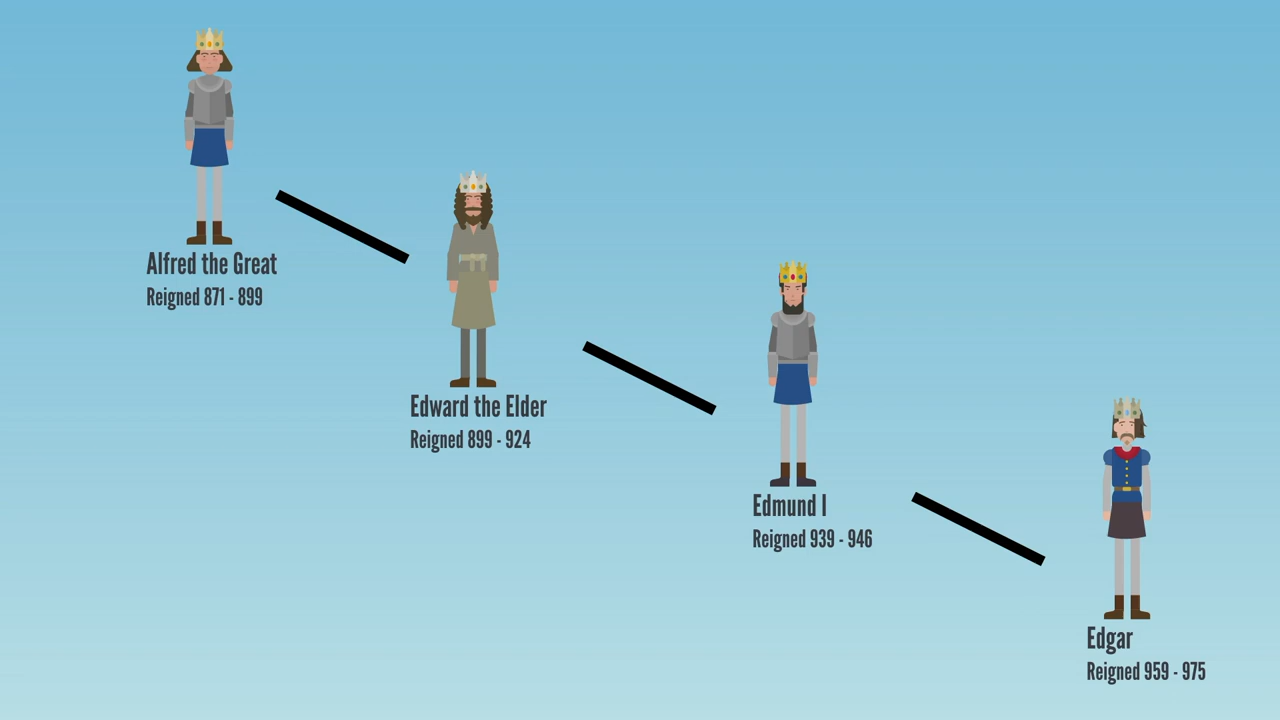 Alfred the Great
Reigned 871 - 899
Edward the Elder
Reigned 899 - 924
Edmund I
Reigned 939 - 946
Edgar
Reigned 959 - 975